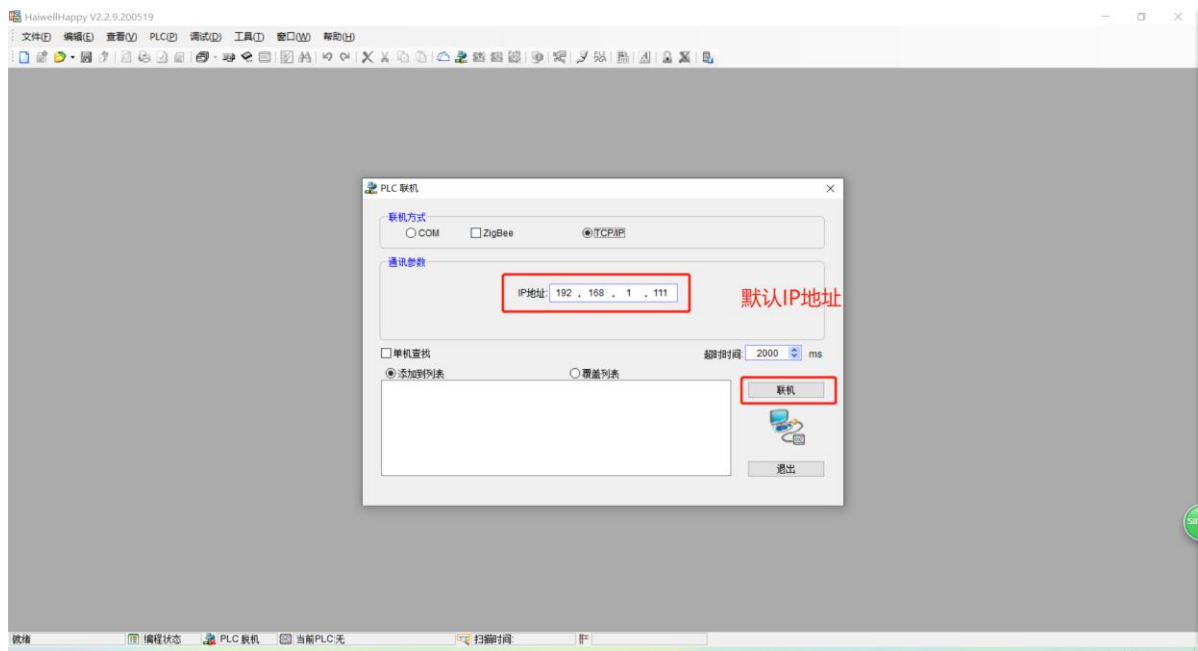 HaiwellHappy V2.2.9.200519
文件(F) 编辑(E) 查看(V) PLC(P) 调试(D) 工具(T) 窗口(W) 帮助(H)
PLC 联机
联机方式
COM ZigBee TCP/IP
通讯参数
IP地址: 192 . 168 . 1 . 111
默认IP地址
单机查找 超时时间: 2000 ms
添加到列表 覆盖列表
联机
退出
58
就绪 编程状态 PLC 脱机 当前PLC:无 扫描时间: